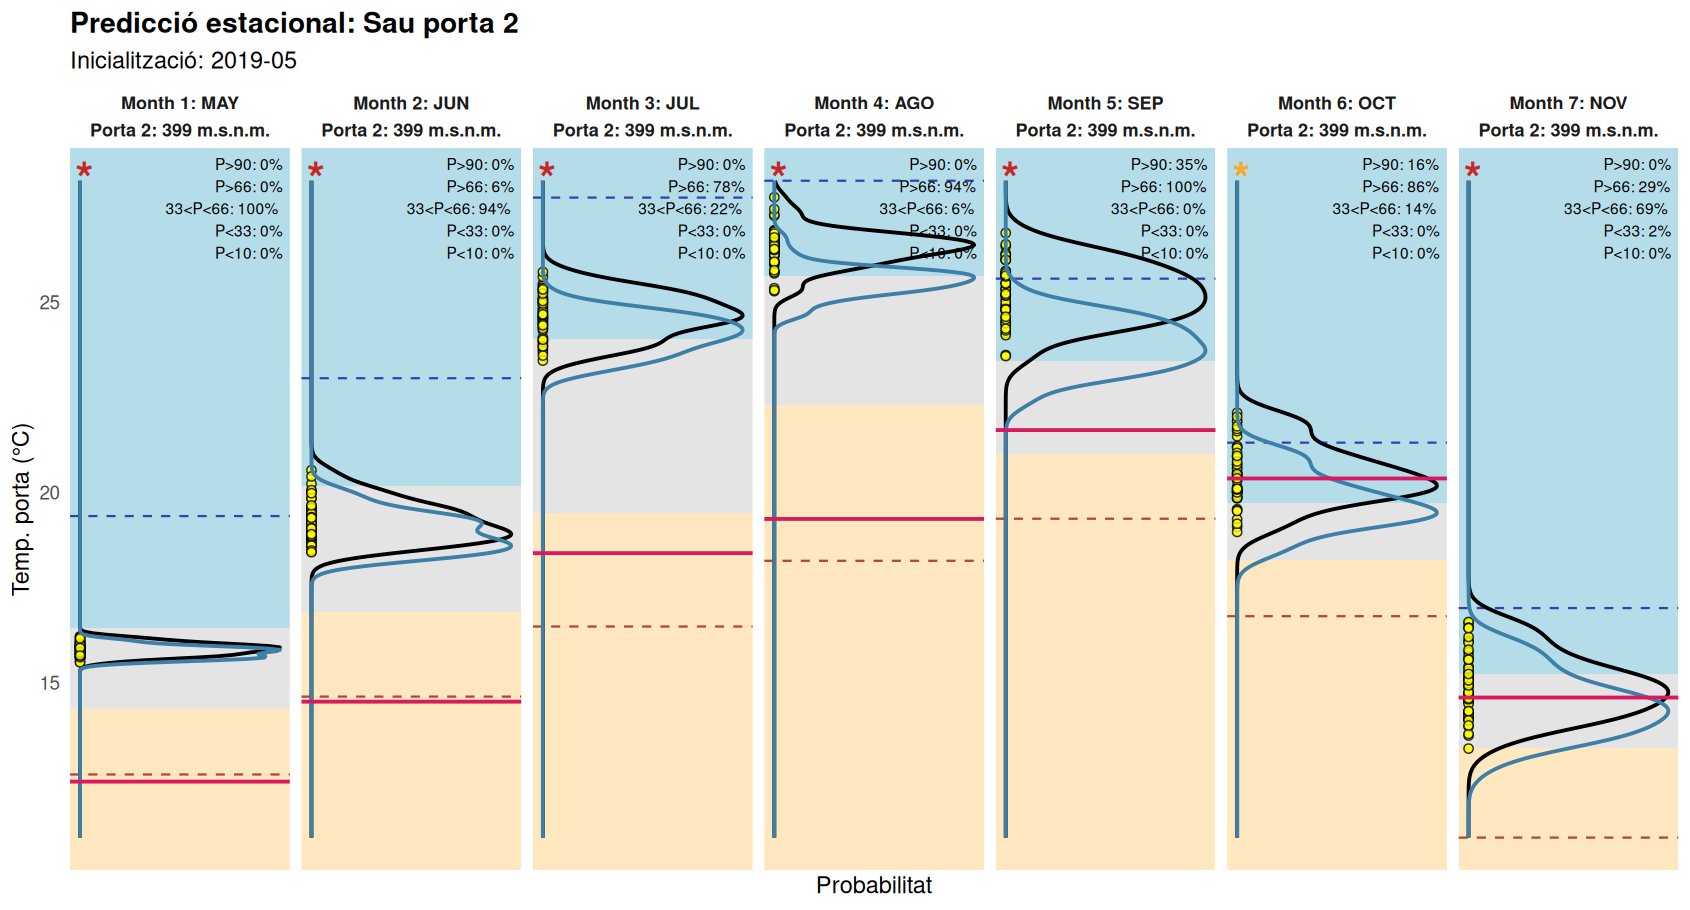 Predicció estacional: Sau porta 2
Inicialització: 2019-05
Month 1: MAY
Porta 2: 399 m.s.n.m.
P>90: 0%
P>66: 0%
33<P<66: 100%
P<33: 0%
P<10: 0%
Month 2: JUN
Porta 2: 399 m.s.n.m.
P>90: 0%
P>66: 6%
33<P<66: 94%
P<33: 0%
P<10: 0%
Month 3: JUL
Porta 2: 399 m.s.n.m.
P>90: 0%
P>66: 78%
33<P<66: 22%
P<33: 0%
P<10: 0%
Month 4: AGO
Porta 2: 399 m.s.n.m.
P>90: 0%
P>66: 94%
33<P<66: 6%
P<33: 0%
P<10: 0%
Month 5: SEP
Porta 2: 399 m.s.n.m.
P>90: 35%
P>66: 100%
33<P<66: 0%
P<33: 0%
P<10: 0%
Month 6: OCT
Porta 2: 399 m.s.n.m.
P>90: 16%
P>66: 86%
33<P<66: 14%
P<33: 0%
P<10: 0%
Month 7: NOV
Porta 2: 399 m.s.n.m.
P>90: 0%
P>66: 29%
33<P<66: 69%
P<33: 2%
P<10: 0%
25
20
15
Temp. porta (°C)
Probabilitat